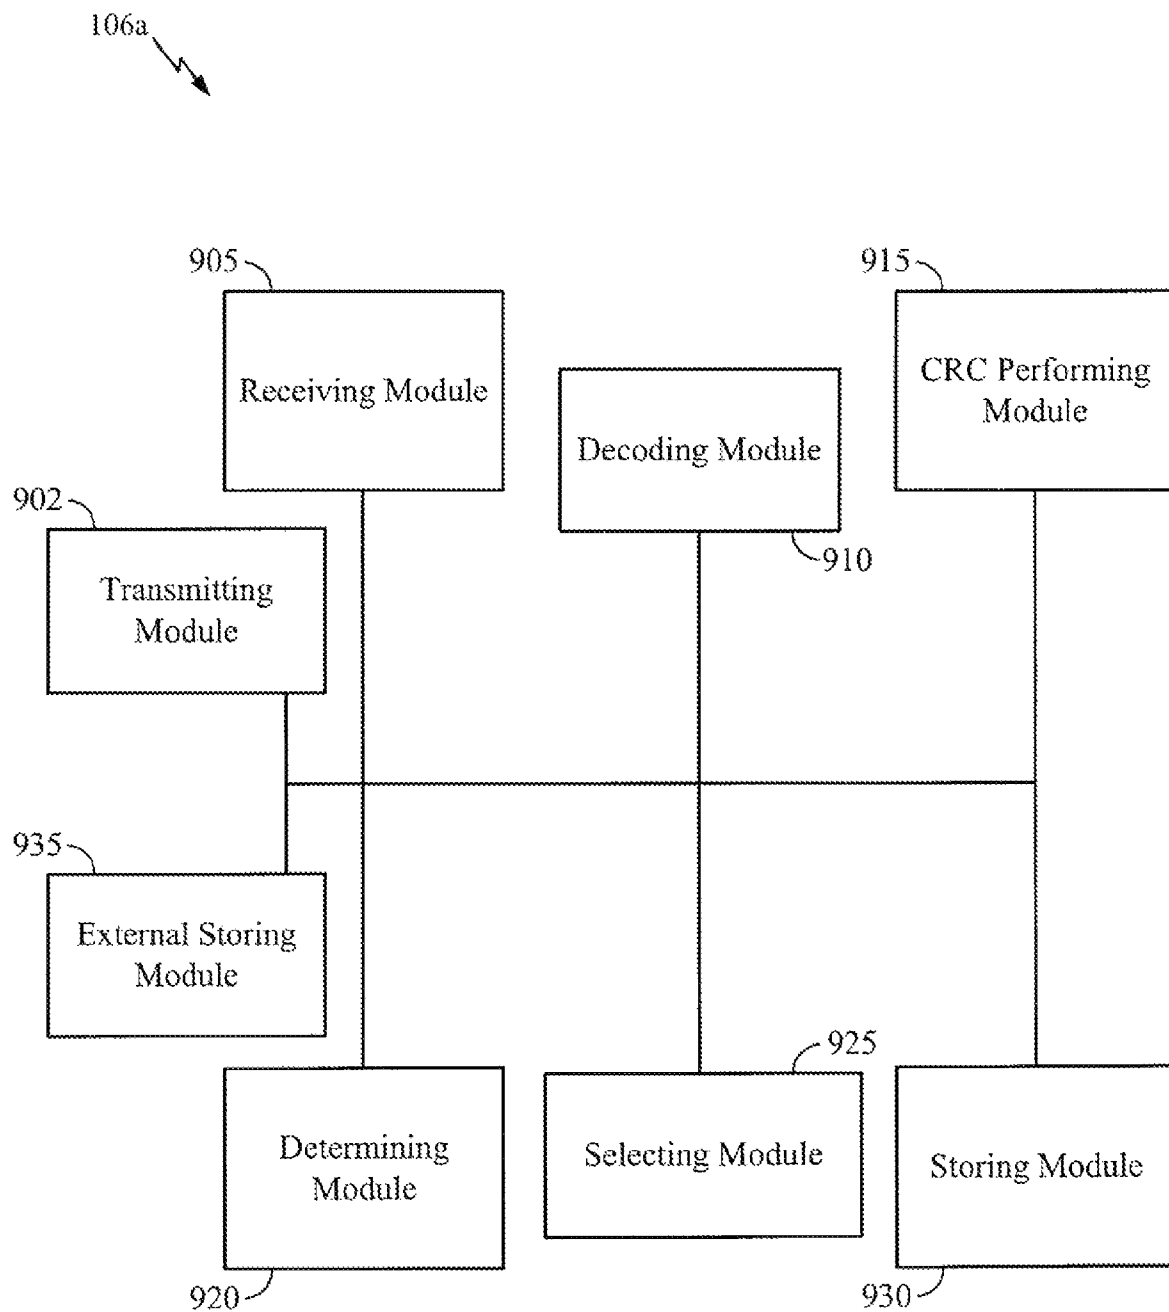 106a
905
Receiving Module
915
CRC Performing
Module
Decoding Module
910
902
Transmitting
Module
935
External Storing
Module
925
Determining
Module
920
Selecting Module
Storing Module
930